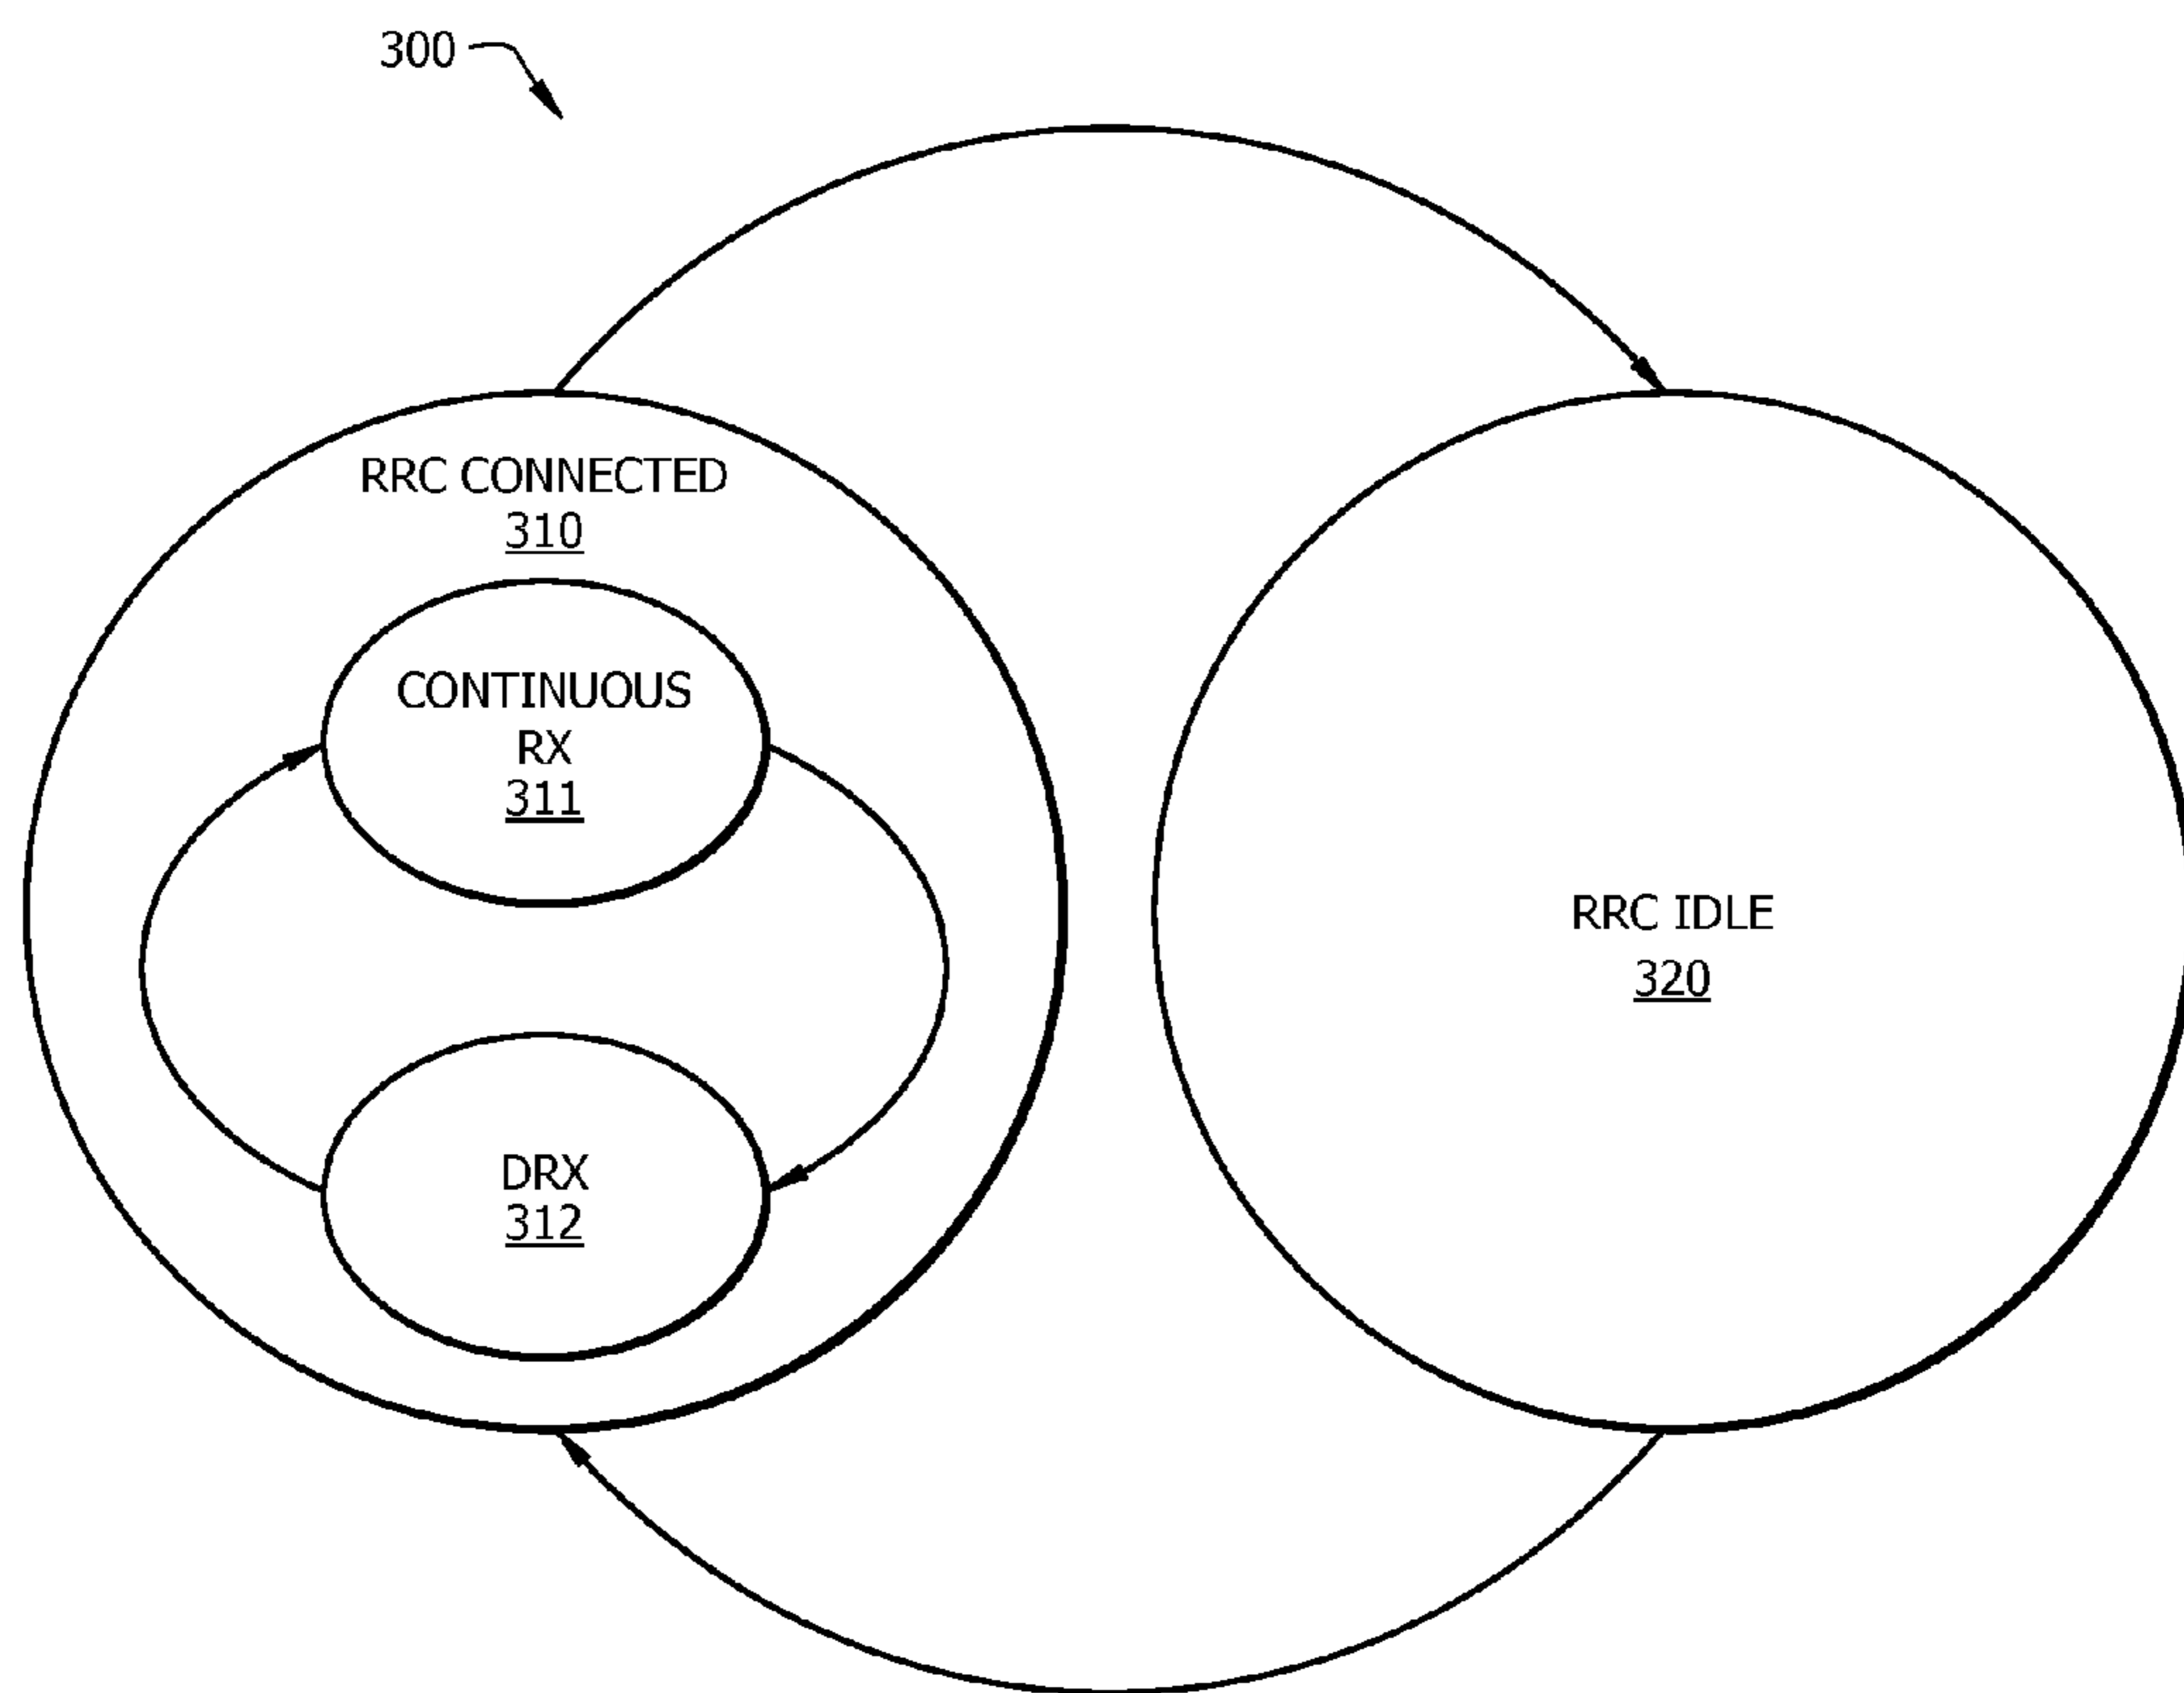 300
RRC CONNECTED
310
CONTINUOUS
RX
311
DRX
312
RRC IDLE
320